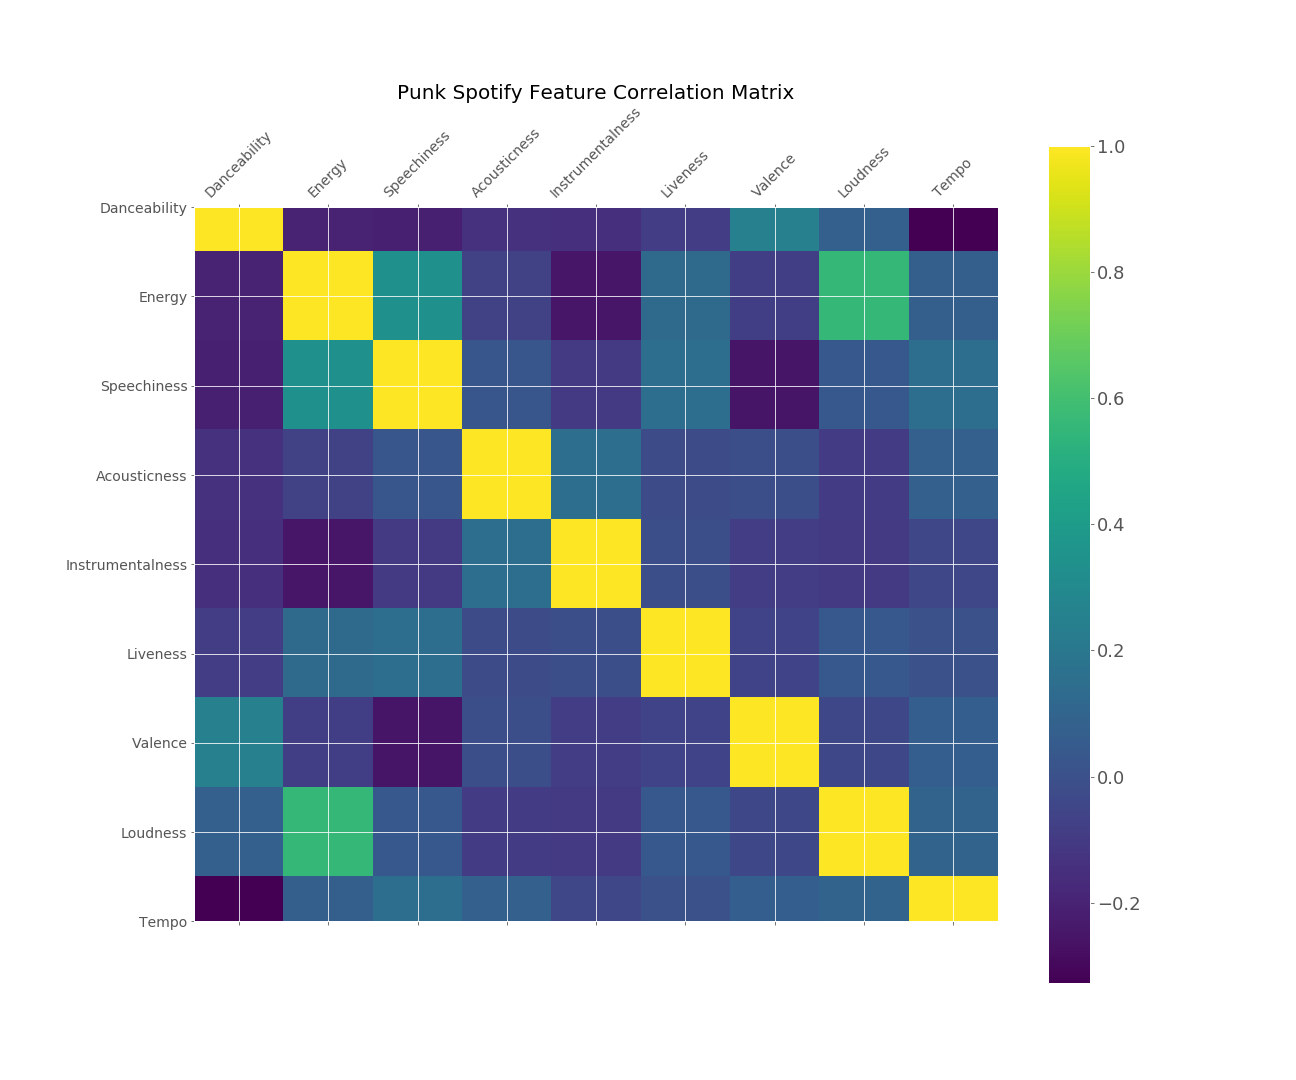 Punk Spotify Feature Correlation Matrix
Danceability
Energy
Speechiness
Acousticness
Instrumentalness
Liveness
Valence
Loudness
Tempo
Danceability
Energy
Speechiness
Acousticness
Instrumentalness
Liveness
Valence
Loudness
Tempo
1.0
0.8
0.6
0.4
0.2
0.0
−0.2